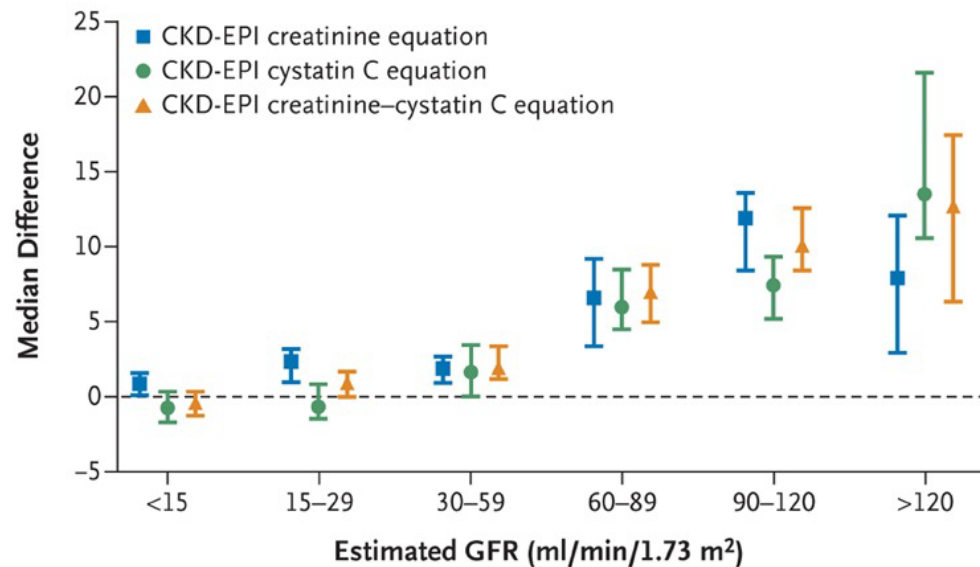 25
CKD-EPI creatinine equation
CKD-EPI cystatin C equation
20
CKD-EPI creatinine–cystatin C equation
15
10
5
0
–5
Median Difference
<15 15–29 30–59 60–89 90–120 >120
Estimated GFR (ml/min/1.73 m²)